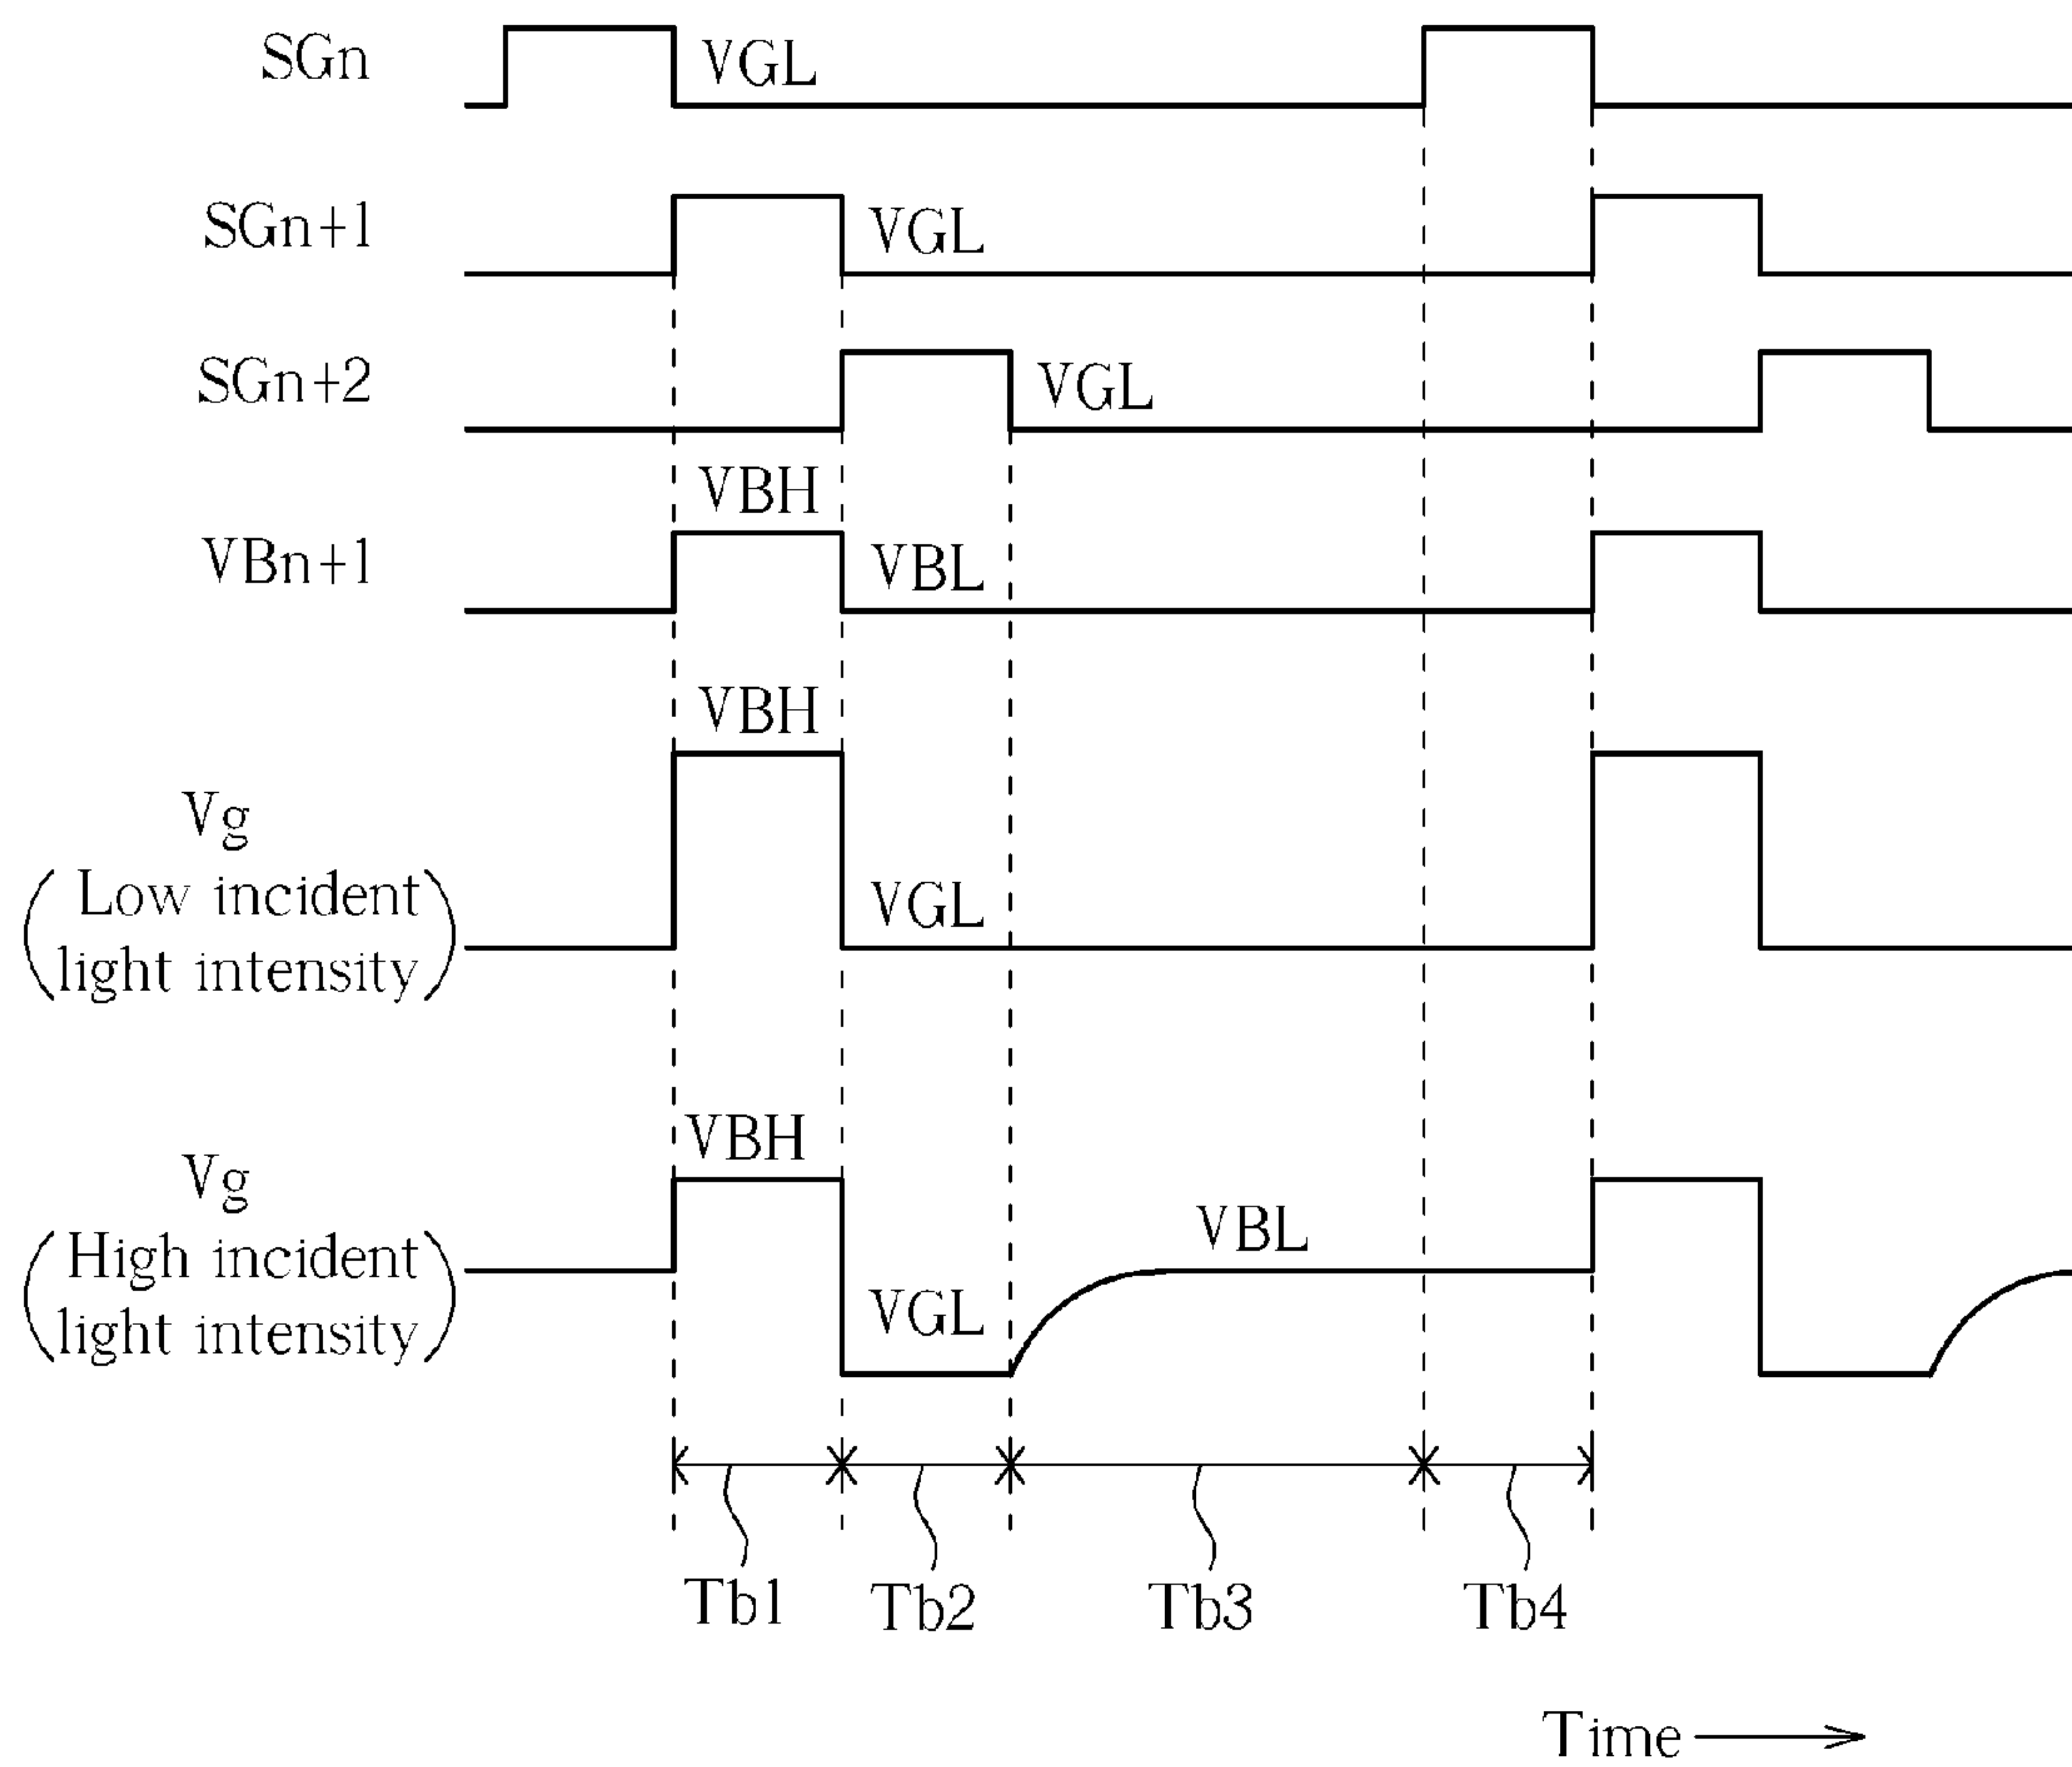 SGn
VGL
SGn+1
VGL
SGn+2
VGL
VBH
VBn+1
VBL
VBH
Vg
(Low incident
light intensity)
VGL
VBH
Vg
(High incident
light intensity)
VBL
VGL
Tb1
Tb2
Tb3
Tb4
Time